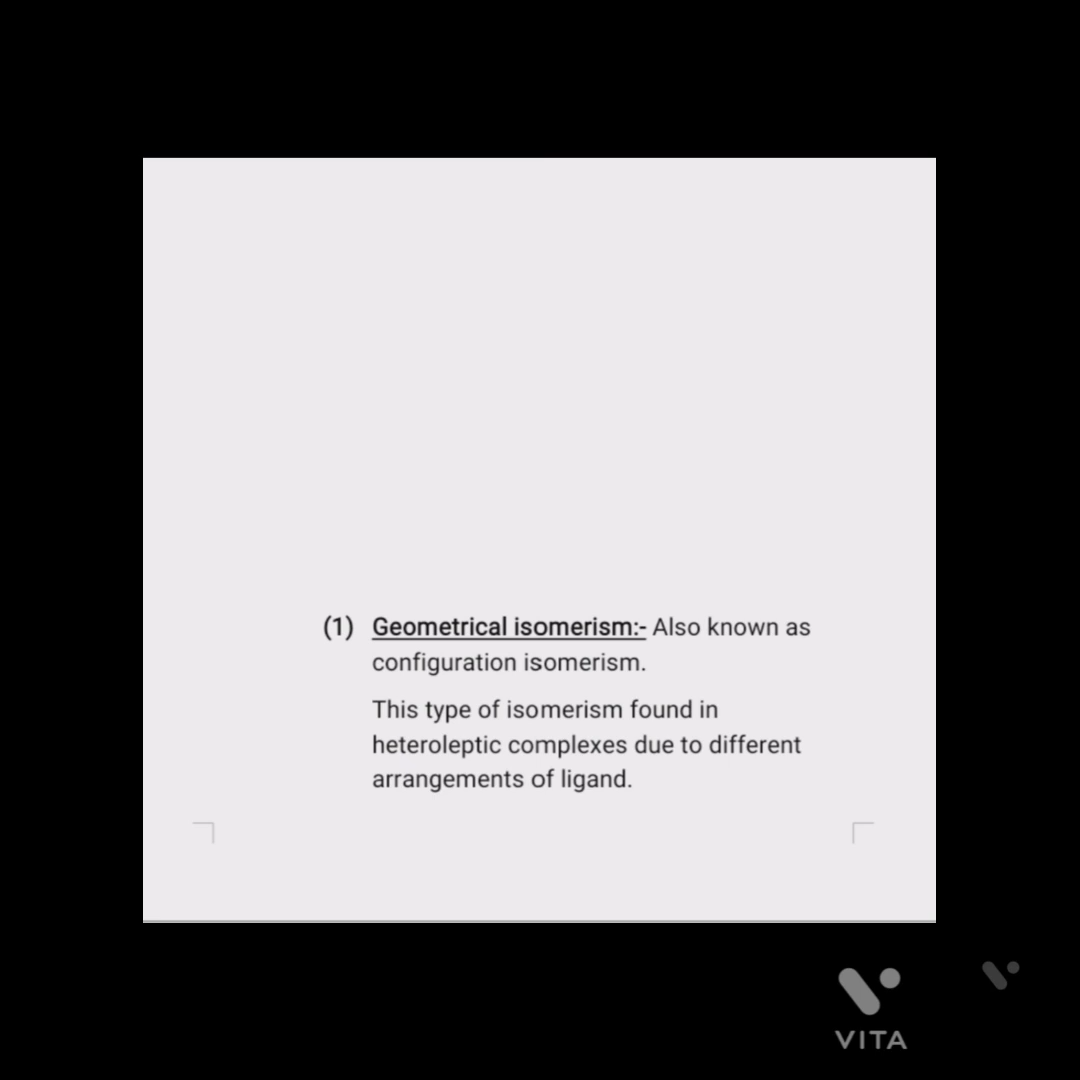 (1) Geometrical isomerism:- Also known as
configuration isomerism.
This type of isomerism found in
heteroleptic complexes due to different
arrangements of ligand.
VITA